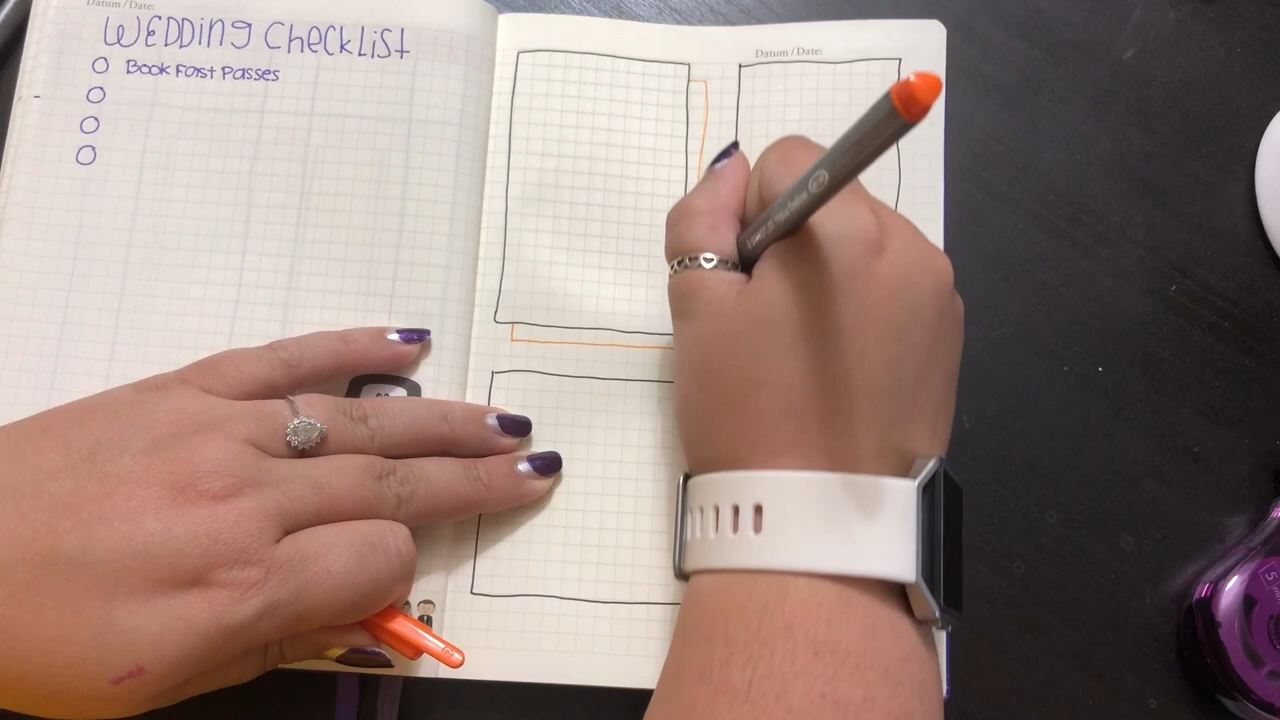 Datum / Date:
WEDDING CheckList
Book Fast Passes
Datum / Date: